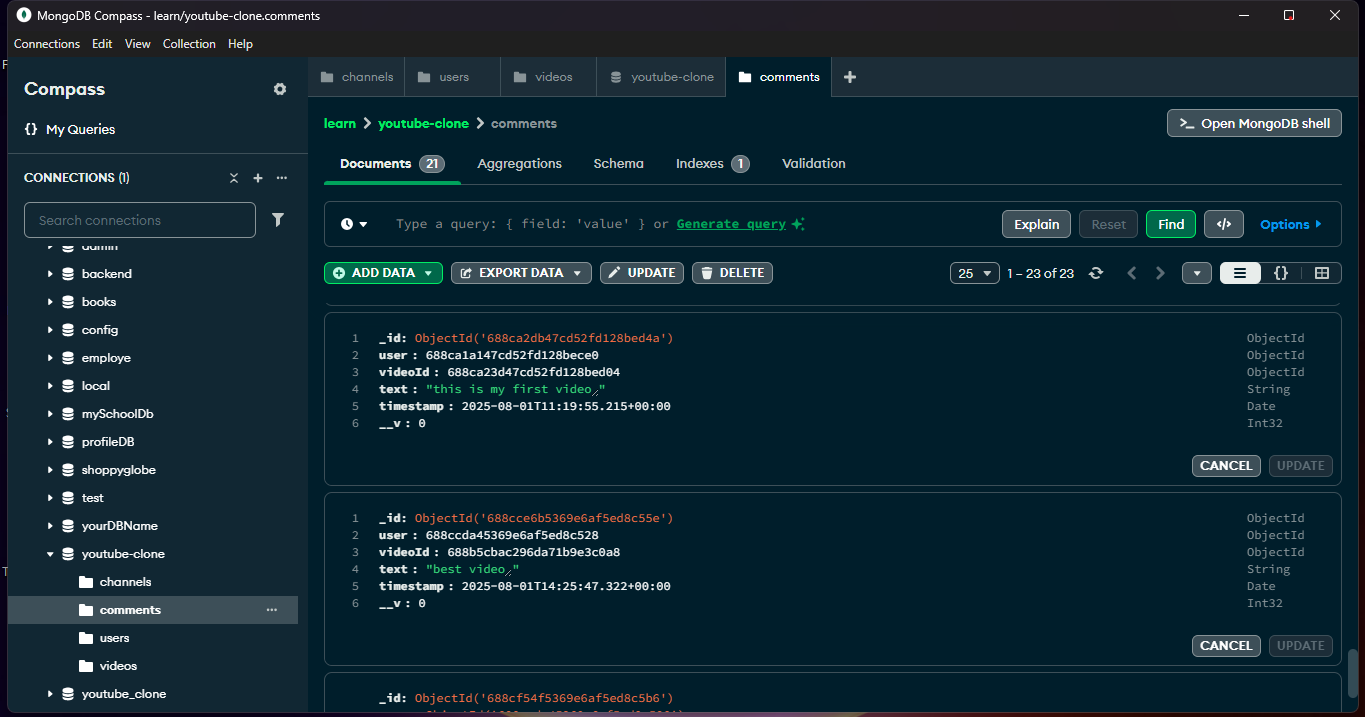 MongoDB Compass - learn/youtube-clone.comments
Connections Edit View Collection Help
Compass
{} My Queries
CONNECTIONS (1)
Search connections
admin
backend
books
config
employe
local
mySchoolDb
profileDB
shoppyglobe
test
yourDBName
youtube-clone
channels
comments
users
videos
youtube_clone
channels users videos youtube-clone comments
learn > youtube-clone > comments
>_ Open MongoDB shell
Documents 21 Aggregations Schema Indexes 1 Validation
Type a query: { field: 'value' } or Generate query
Explain Reset Find </> Options
ADD DATA EXPORT DATA UPDATE DELETE
25 1 – 23 of 23 {}
1 _id: ObjectId('688ca2db47cd52fd128bed4a') ObjectId
2 user : 688ca1a147cd52fd128bece0 ObjectId
3 videoId : 688ca23d47cd52fd128bed04 ObjectId
4 text : "this is my first video " String
5 timestamp : 2025-08-01T11:19:55.215+00:00 Date
6 __v : 0 Int32
CANCEL UPDATE
1 _id: ObjectId('688cce6b5369e6af5ed8c55e') ObjectId
2 user : 688ccda45369e6af5ed8c528 ObjectId
3 videoId : 688b5cbac296da71b9e3c0a8 ObjectId
4 text : "best video " String
5 timestamp : 2025-08-01T14:25:47.322+00:00 Date
6 __v : 0 Int32
CANCEL UPDATE
_id: ObjectId('688cf54f5369e6af5ed8c5b6')